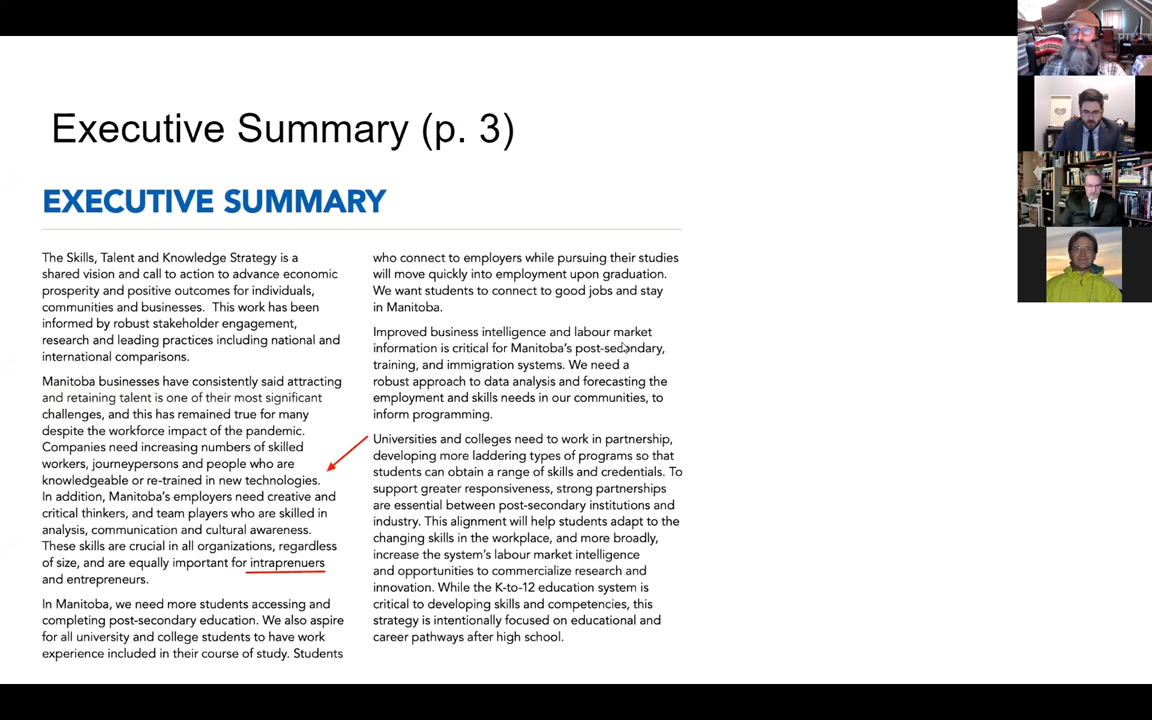 Executive Summary (p. 3)
EXECUTIVE SUMMARY
The Skills, Talent and Knowledge Strategy is a
shared vision and call to action to advance economic
prosperity and positive outcomes for individuals,
communities and businesses. This work has been
informed by robust stakeholder engagement,
research and leading practices including national and
international comparisons.
Manitoba businesses have consistently said attracting
and retaining talent is one of their most significant
challenges, and this has remained true for many
despite the workforce impact of the pandemic.
Companies need increasing numbers of skilled
workers, journeypersons and people who are
knowledgeable or re-trained in new technologies.
In addition, Manitoba's employers need creative and
critical thinkers, and team players who are skilled in
analysis, communication and cultural awareness.
These skills are crucial in all organizations, regardless
of size, and are equally important for intraprenuers
and entrepreneurs.
In Manitoba, we need more students accessing and
completing post-secondary education. We also aspire
for all university and college students to have work
experience included in their course of study. Students
who connect to employers while pursuing their studies
will move quickly into employment upon graduation.
We want students to connect to good jobs and stay
in Manitoba.
Improved business intelligence and labour market
information is critical for Manitoba's post-secondary,
training, and immigration systems. We need a
robust approach to data analysis and forecasting the
employment and skills needs in our communities, to
inform programming.
Universities and colleges need to work in partnership,
developing more laddering types of programs so that
students can obtain a range of skills and credentials. To
support greater responsiveness, strong partnerships
are essential between post-secondary institutions and
industry. This alignment will help students adapt to the
changing skills in the workplace, and more broadly,
increase the system's labour market intelligence
and opportunities to commercialize research and
innovation. While the K-to-12 education system is
critical to developing skills and competencies, this
strategy is intentionally focused on educational and
career pathways after high school.